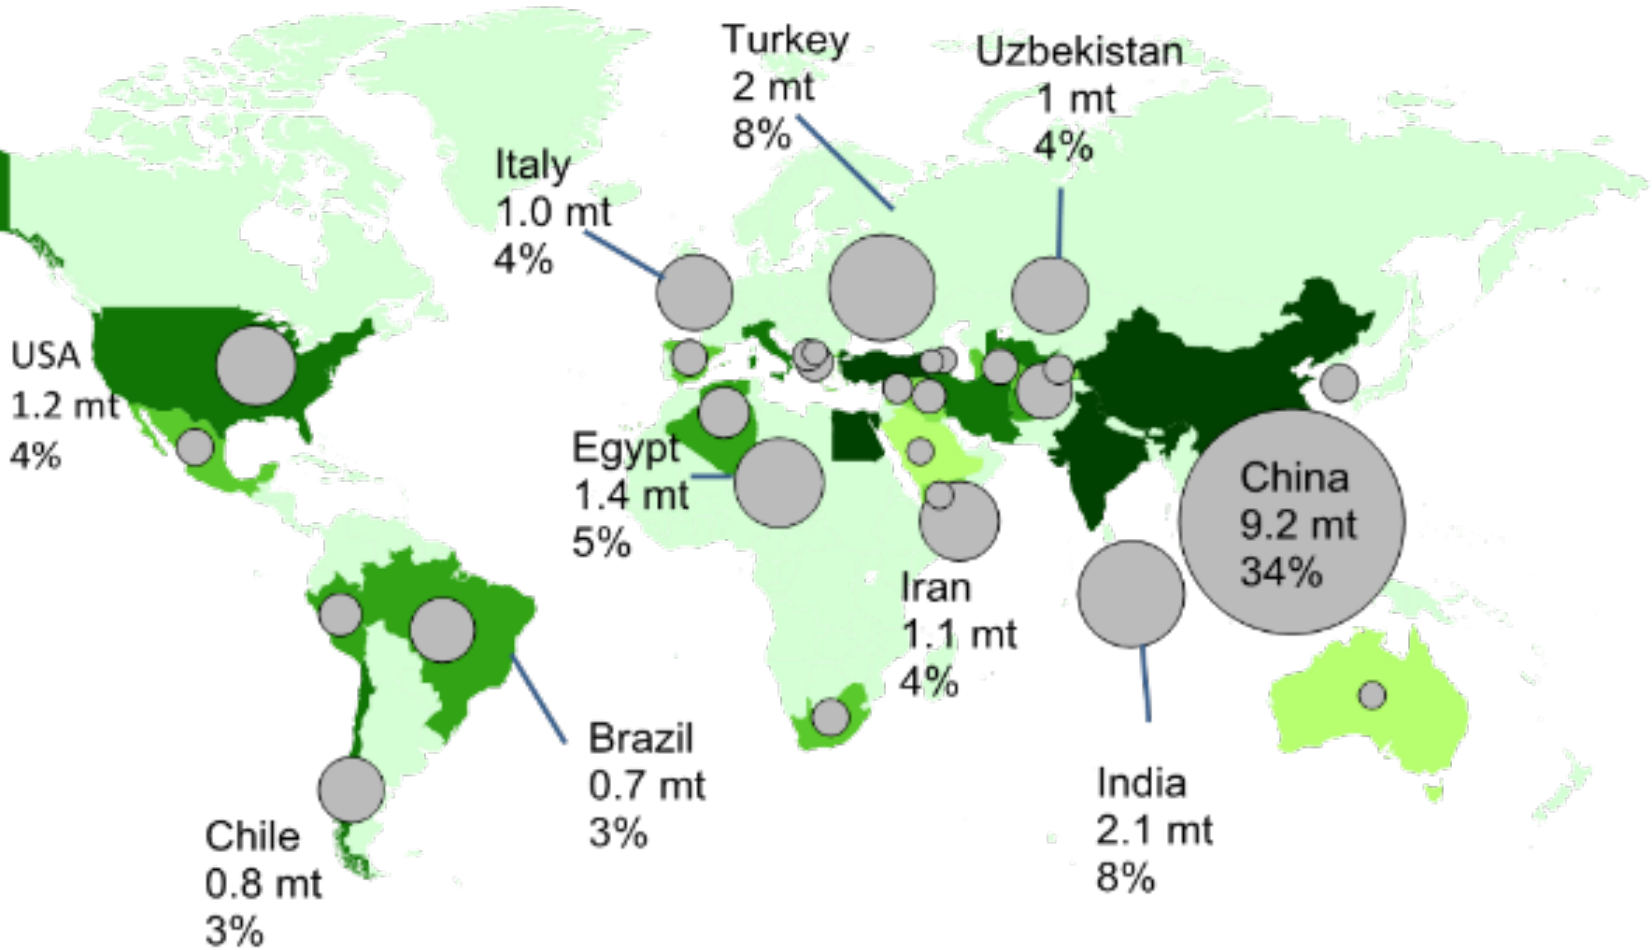 Turkey
2 mt
8%
Uzbekistan
1 mt
4%
Italy
1.0 mt
4%
USA
1.2 mt
4%
Egypt
1.4 mt
5%
China
9.2 mt
34%
Iran
1.1 mt
4%
Brazil
0.7 mt
3%
India
2.1 mt
8%
Chile
0.8 mt
3%